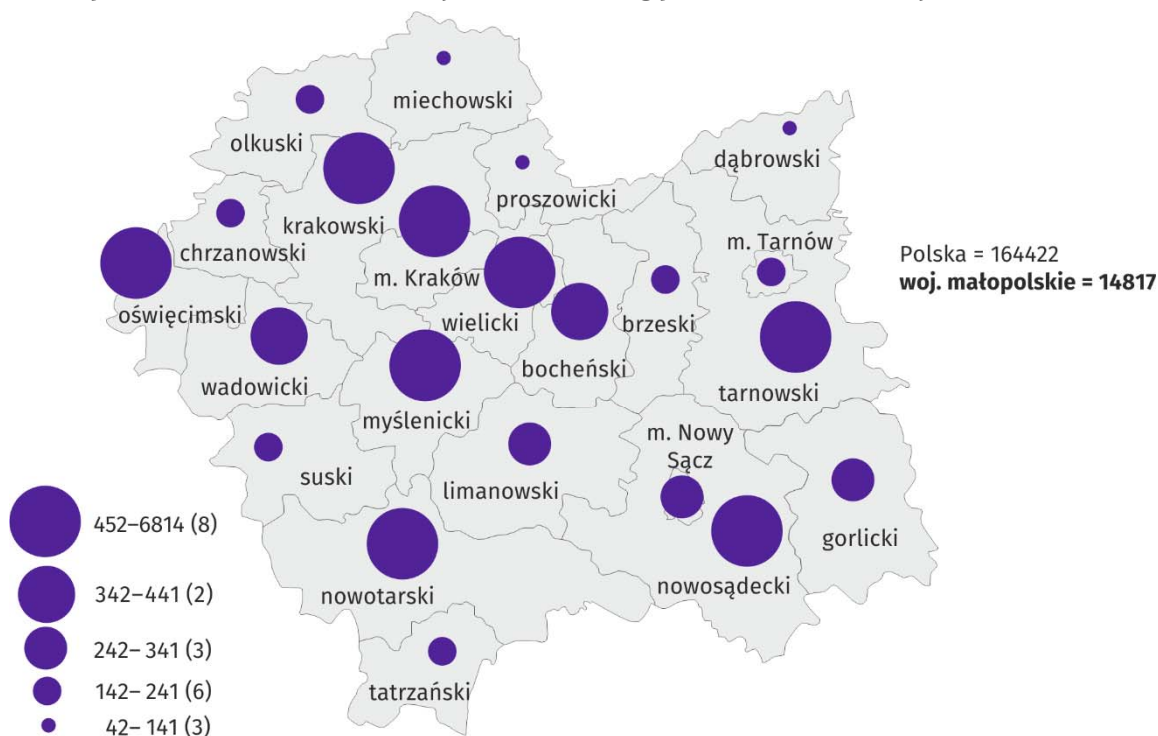 miechowski
olkuski
dąbrowski
proszowicki
krakowski
m. Tarnów
chrzanowski
m. Kraków
oświęcimski
wielicki
brzeski
bocheński
wadowicki
tarnowski
myślenicki
m. Nowy
Sącz
suski
limanowski
gorlicki
nowosądecki
nowotarski
tatrzański
Polska = 164422
woj. małopolskie = 14817
452–6814 (8)
342–441 (2)
242– 341 (3)
142– 241 (6)
42– 141 (3)